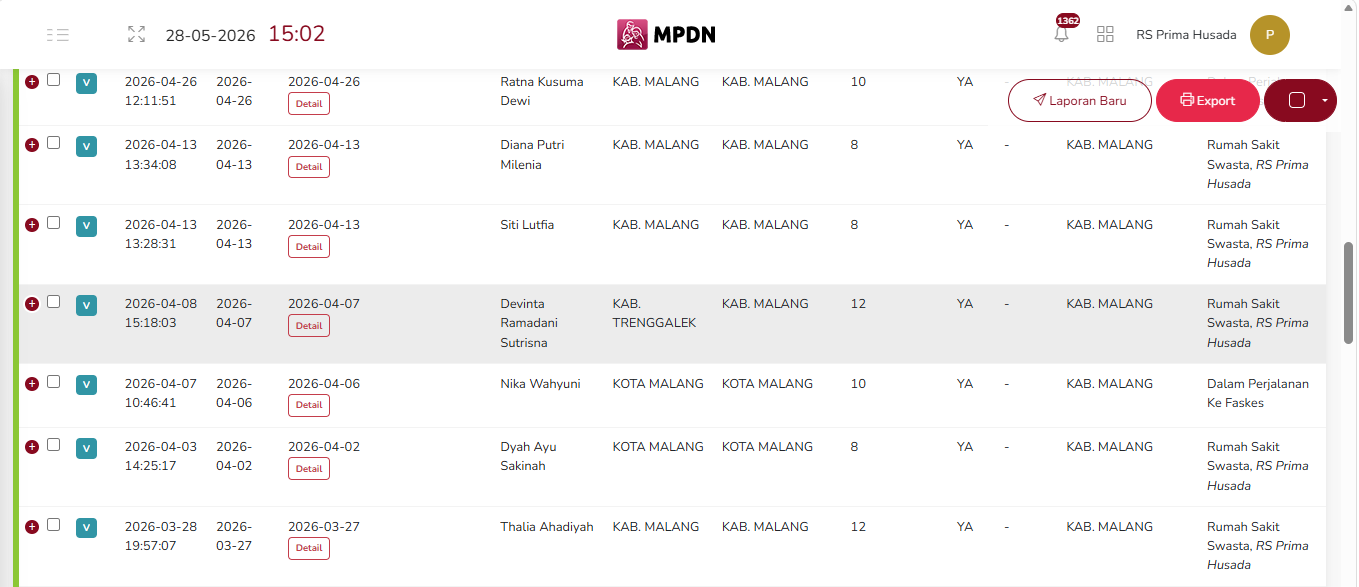 28-05-2026 15:02 MPDN 1362 RS Prima Husada P
2026-04-26 2026- 2026-04-26 Ratna Kusuma KAB. MALANG KAB. MALANG 10 YA - KAB. MALANG
12:11:51 04-26 Detail Dewi
Laporan Baru Export
2026-04-13 2026- 2026-04-13 Diana Putri KAB. MALANG KAB. MALANG 8 YA - KAB. MALANG Rumah Sakit
13:34:08 04-13 Detail Milenia Swasta, RS Prima
Husada
V
2026-04-13 2026- 2026-04-13 Siti Lutfia KAB. MALANG KAB. MALANG 8 YA - KAB. MALANG Rumah Sakit
13:28:31 04-13 Detail Swasta, RS Prima
Husada
V
2026-04-08 2026- 2026-04-07 Devinta KAB. KAB. MALANG 12 YA - KAB. MALANG Rumah Sakit
15:18:03 04-07 Detail Ramadani TRENGGALEK Swasta, RS Prima
Sutrisna Husada
V
2026-04-07 2026- 2026-04-06 Nika Wahyuni KOTA MALANG KOTA MALANG 10 YA - KAB. MALANG Dalam Perjalanan
10:46:41 04-06 Detail Ke Faskes
V
2026-04-03 2026- 2026-04-02 Dyah Ayu KOTA MALANG KOTA MALANG 8 YA - KAB. MALANG Rumah Sakit
14:25:17 04-02 Detail Sakinah Swasta, RS Prima
Husada
V
2026-03-28 2026- 2026-03-27 Thalia Ahadiyah KAB. MALANG KAB. MALANG 12 YA - KAB. MALANG Rumah Sakit
19:57:07 03-27 Detail Swasta, RS Prima
Husada
V